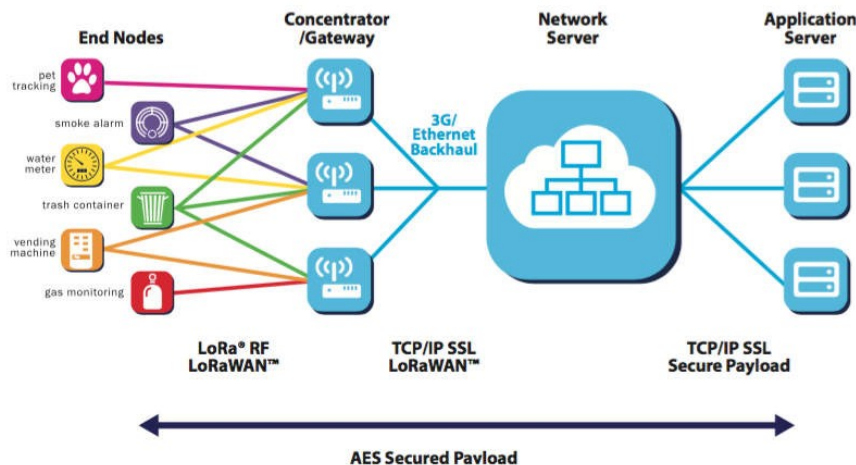 End Nodes
Concentrator
/Gateway
Network
Server
Application
Server
pet
tracking
smoke alarm
water
meter
trash container
vending
machine
gas monitoring
3G/
Ethernet
Backhaul
LoRa® RF
LoRaWAN™
TCP/IP SSL
LoRaWAN™
TCP/IP SSL
Secure Payload
AES Secured Payload